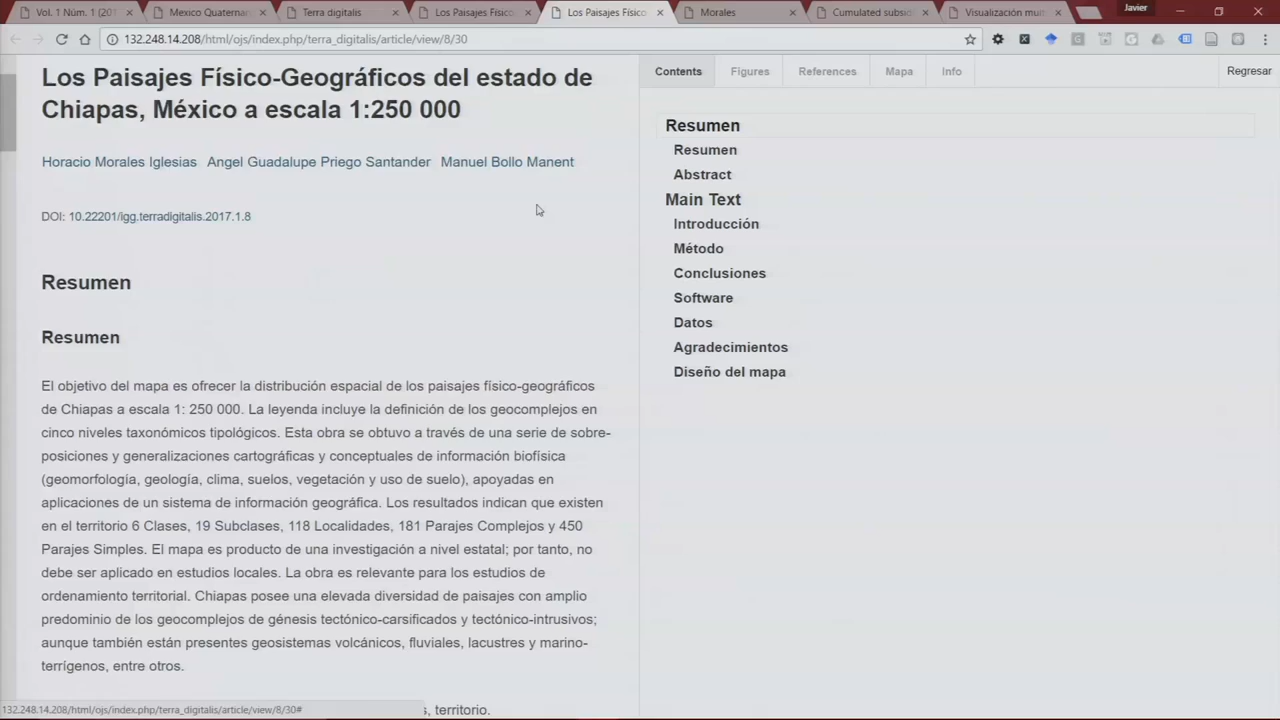 Vol. 1 Núm. 1 (201
Mexico Quaternar
Terra digitalis
Los Paisajes Físico
Los Paisajes Físico
Morales
Cumulated subsid
Visualización mun
Javier
132.248.14.208/html/ojs/index.php/terra_digitalis/article/view/8/30
Los Paisajes Físico-Geográficos del estado de
Chiapas, México a escala 1:250 000
Horacio Morales Iglesias Angel Guadalupe Priego Santander Manuel Bollo Manent
DOI: 10.22201/igg.terradigitalis.2017.1.8
Resumen
Resumen
El objetivo del mapa es ofrecer la distribución espacial de los paisajes físico-geográficos
de Chiapas a escala 1: 250 000. La leyenda incluye la definición de los geocomplejos en
cinco niveles taxonómicos tipológicos. Esta obra se obtuvo a través de una serie de sobre-
posiciones y generalizaciones cartográficas y conceptuales de información biofísica
(geomorfología, geología, clima, suelos, vegetación y uso de suelo), apoyadas en
aplicaciones de un sistema de información geográfica. Los resultados indican que existen
en el territorio 6 Clases, 19 Subclases, 118 Localidades, 181 Parajes Complejos y 450
Parajes Simples. El mapa es producto de una investigación a nivel estatal; por tanto, no
debe ser aplicado en estudios locales. La obra es relevante para los estudios de
ordenamiento territorial. Chiapas posee una elevada diversidad de paisajes con amplio
predominio de los geocomplejos de génesis tectónico-carsificados y tectónico-intrusivos;
aunque también están presentes geosistemas volcánicos, fluviales, lacustres y marino-
terrígenos, entre otros.
s, territorio.
132.248.14.208/html/ojs/index.php/terra_digitalis/article/view/8/30#
Contents
Figures
References
Mapa
Info
Regresar
Resumen
Resumen
Abstract
Main Text
Introducción
Método
Conclusiones
Software
Datos
Agradecimientos
Diseño del mapa